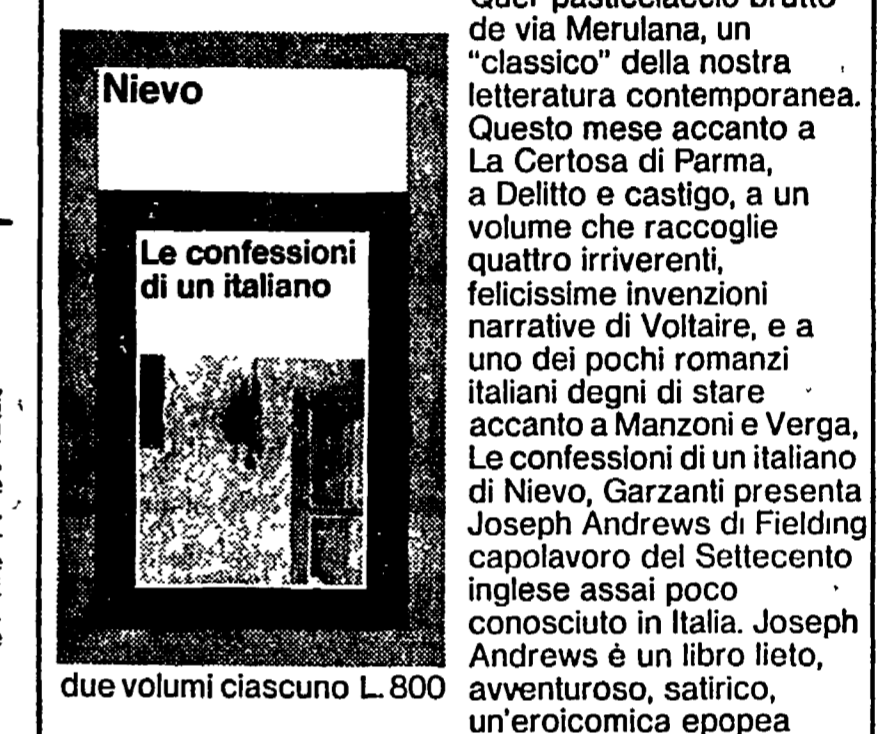 Nievo
Le confessioni
di un italiano
due volumi ciascuno L. 800
Quer pasticciaccio brutto
de via Merulana, un
“classico” della nostra
letteratura contemporanea.
Questo mese accanto a
La Certosa di Parma,
a Delitto e castigo, a un
volume che raccoglie
quattro irriverenti,
felicissime invenzioni
narrative di Voltaire, e a
uno dei pochi romanzi
italiani degni di stare
accanto a Manzoni e Verga,
Le confessioni di un italiano
di Nievo, Garzanti presenta
Joseph Andrews di Fielding
capolavoro del Settecento
inglese assai poco
conosciuto in Italia. Joseph
Andrews è un libro lieto,
avventuroso, satirico,
un'eroicomica epopea